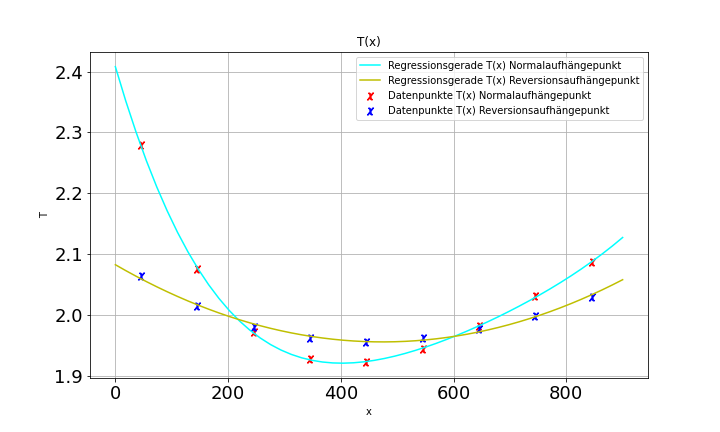 T(x)
Regressionsgerade T(x) Normalaufhängepunkt
Regressionsgerade T(x) Reversionsaufhängepunkt
Datenpunkte T(x) Normalaufhängepunkt
Datenpunkte T(x) Reversionsaufhängepunkt
2.4
2.3
2.2
2.1
2.0
1.9
T
0 200 400 600 800
x